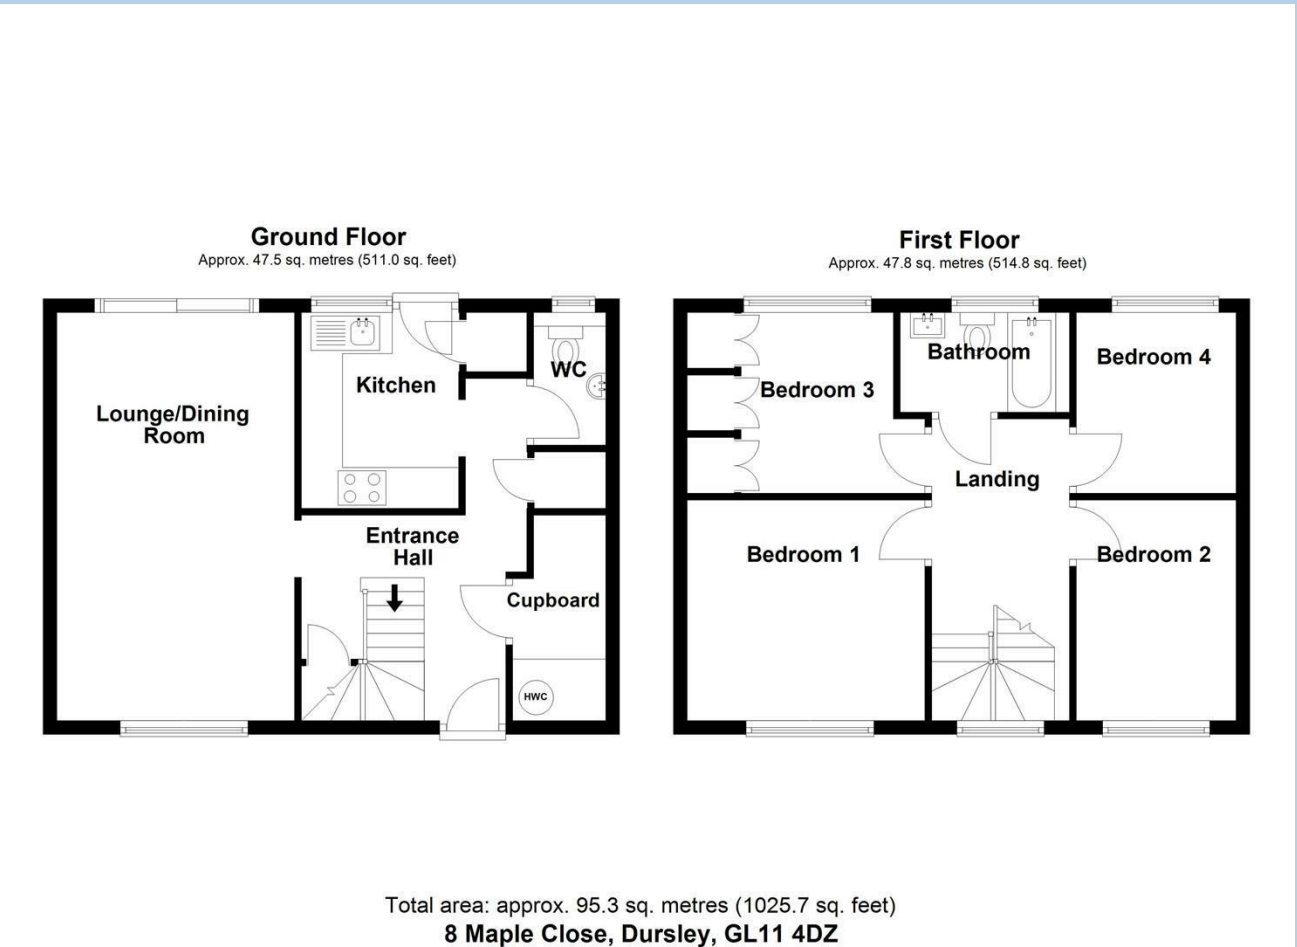 Ground Floor
Approx. 47.5 sq. metres (511.0 sq. feet)
Lounge/Dining
Room
Kitchen
WC
Entrance
Hall
Cupboard
HWC
First Floor
Approx. 47.8 sq. metres (514.8 sq. feet)
Bedroom 3
Bathroom
Bedroom 4
Landing
Bedroom 1
Bedroom 2
Total area: approx. 95.3 sq. metres (1025.7 sq. feet)
8 Maple Close, Dursley, GL11 4DZ